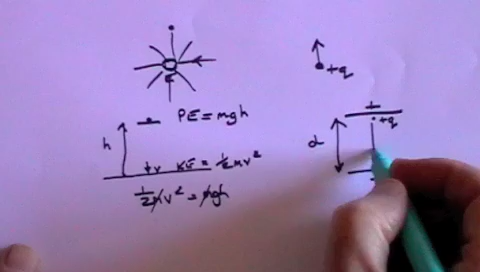 +q
PE = mgh
+
+q
h
v KE = ½mv²
d
½mv² = mgh